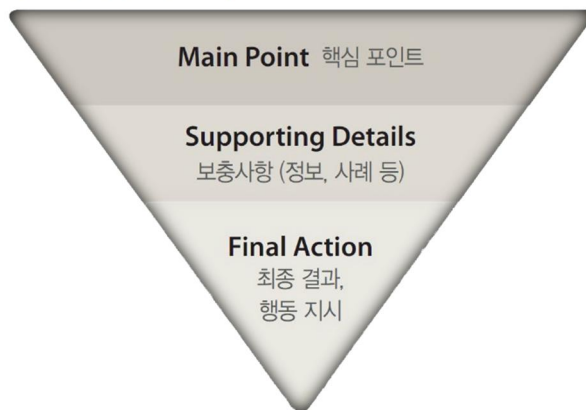 Main Point 핵심 포인트
Supporting Details
보충사항 (정보, 사례 등)
Final Action
최종 결과,
행동 지시